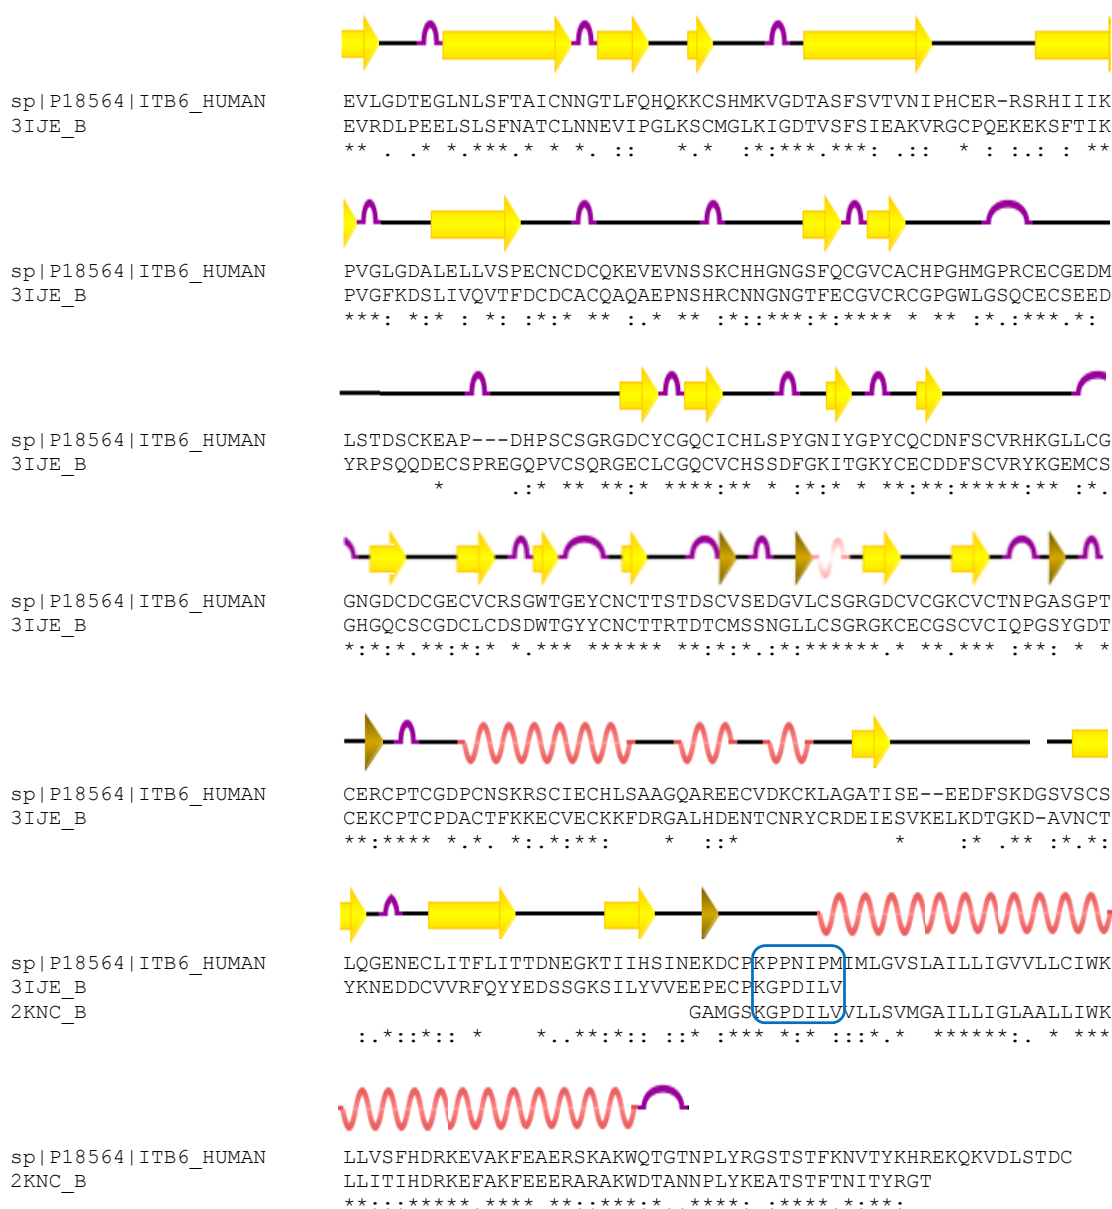 sp|P18564|ITB6_HUMAN EVLGDTEGLNLSFTAICNNGTLFQHQKKCSHMKVGDTASFSVTVNIPHCER-RSRHIIIK
3IJE_B EVRDLPEELSLSFNATCLNNEVIPGLKSCMGLKIGDTVSFSIEAKVRGCPQEKEKSFTIK
** . .* *.***.* * *. :: *.* :*:***.***: .:: * : :.: : **
sp|P18564|ITB6_HUMAN PVGLGDALELLVSPECNCDCQKEVEVNSSKCHHGNGSFQCGVCACHPGHMGPRCECGEDM
3IJE_B PVGFKDSLIVQVTFDCDCACQAQAEPNSHRCNNGNGTFECGVCRCGPGWLGSQCECSEED
***: *:* : *: :*:* ** :.* ** :*::***:*:**** * ** :*.:***.*:
sp|P18564|ITB6_HUMAN LSTDSCKEAP---DHPSCSGRGDCYCGQCICHLSPYGNIYGPYCQCDNFSCVRHKGLLCG
3IJE_B YRPSQQDECSPREGQPVCSQRGECLCGQCVCHSSDFGKITGKYCECDDFSCVRYKGEMCS
* .:* ** **:* ****:** * :*:* * **:**:*****:** :*.
sp|P18564|ITB6_HUMAN GNGDCDCGECVCRSGWTGEYCNCTTSTDSCVSEDGVLCSGRGDCVCGKCVCTNPGASGPT
3IJE_B GHGQCSCGDCLCDSDWTGYYCNCTTRTDTCMSSNGLLCSGRGKCECGSCVCIQPGSYGDT
*:*:*.**:*:* *.*** ****** **:*:*.:*:******.* **.*** :**: * *
sp|P18564|ITB6_HUMAN CERCPTCGDPCNSKRSCIECHLSAAGQAREECVDKCKLAGATISE--EEDFSKDGSVSCS
3IJE_B CEKCPTCPDACTFKKECVECKKFDRGALHDENTCNRYCRDEIESVKELKDTGKD-AVNCT
**:**** *.*. *:.*:**: * ::* * :* .** :*.*:
sp|P18564|ITB6_HUMAN LQGENECLITFLITTDNEGKTIIHSINEKDCPKPPNIPMIMLGVSLAILLIGVVLLCIWK
3IJE_B YKNEDDCVVRFQYYEDSSGKSILYVVEEPECPKGPDILV
2KNC_B GAMGSKGPDILVVLLSVMGAILLIGLAALLIWK
:.*::*:: * *..**:*:: ::* :*** *:* :::*.* ******:. * ***
sp|P18564|ITB6_HUMAN LLVSFHDRKEVAKFEAERSKAKWQTGTNPLYRGSTSTFKNVTYKHREKQKVDLSTDC
2KNC_B LLITIHDRKEFAKFEEERARAKWDTANNPLYKEATSTFTNITYRGT
**:::*****.**** **::***:*..****: :****.*:**: